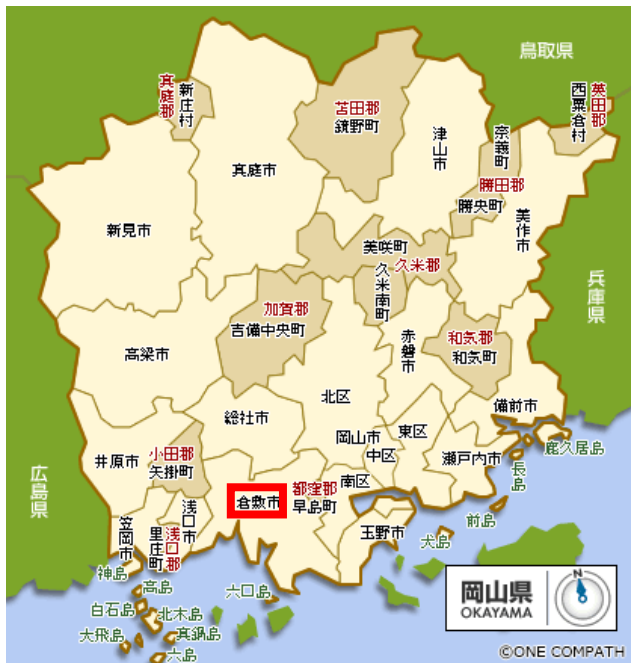 鳥取県
真庭郡
新庄村
苫田郡
鏡野町
津山市
奈義町
英田郡
西粟倉村
真庭市
勝田郡
勝央町
新見市
美作市
美咲町
久米郡
久米南町
兵庫県
加賀郡
吉備中央町
赤磐市
和気郡
和気町
高梁市
北区
備前市
総社市
岡山市
中区
東区
鹿久居島
小田郡
矢掛町
井原市
瀬戸内市
長島
広島県
南区
都窪郡
早島町
倉敷市
浅口市
笠岡市
里庄町
浅口郡
玉野市
前島
犬島
神島
高島
六口島
白石島
北木島
大飛島
真鍋島
六島
岡山県
OKAYAMA
N
©ONE COMPATH